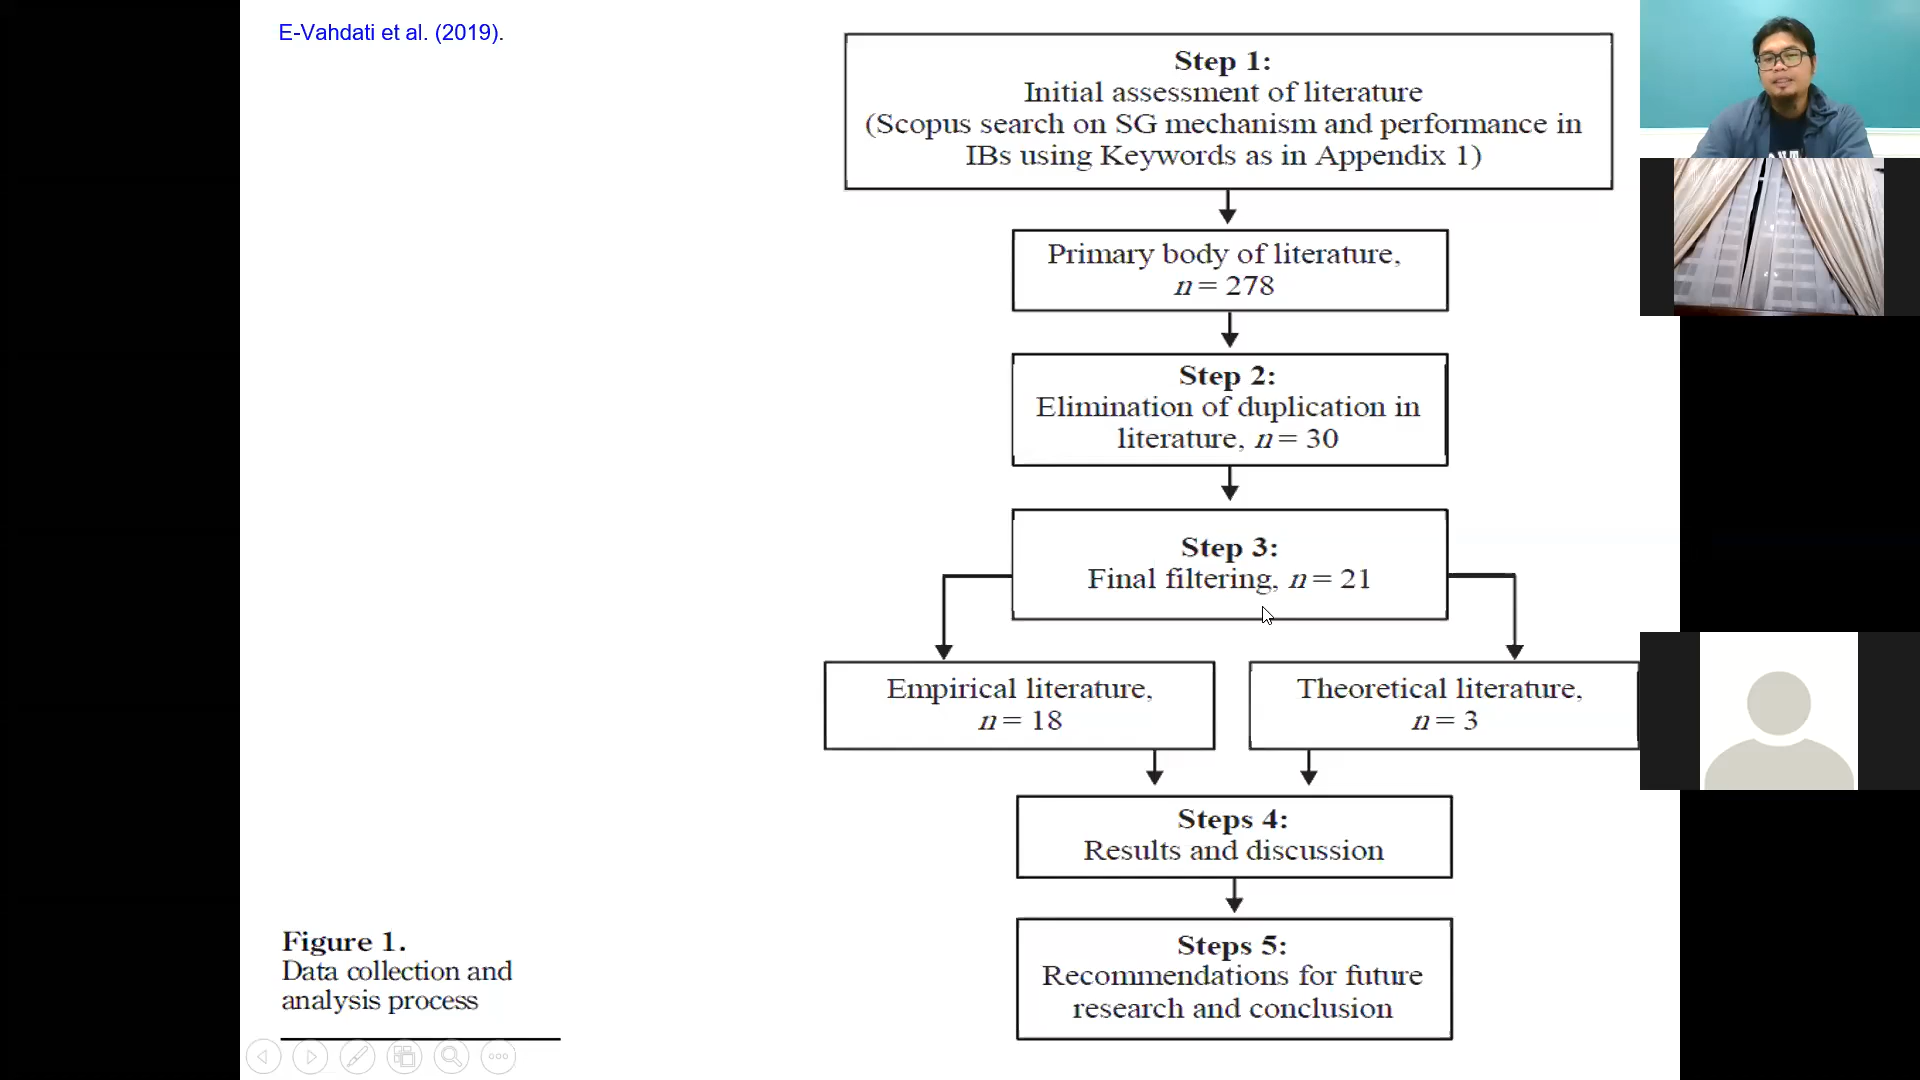 E-Vahdati et al. (2019).
Step 1:
Initial assessment of literature
(Scopus search on SG mechanism and performance in
IBs using Keywords as in Appendix 1)
Primary body of literature,
n = 278
Step 2:
Elimination of duplication in
literature, n = 30
Step 3:
Final filtering, n = 21
Empirical literature,
n = 18
Theoretical literature,
n = 3
Steps 4:
Results and discussion
Steps 5:
Recommendations for future
research and conclusion
Figure 1.
Data collection and
analysis process